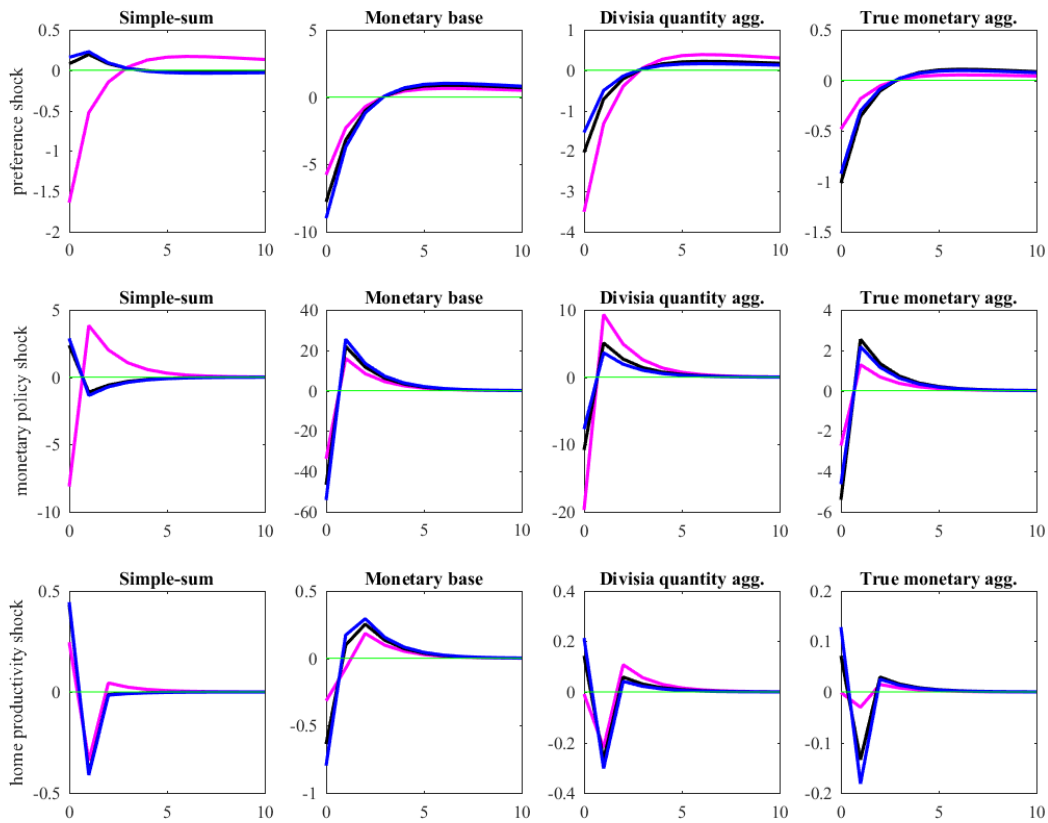 Simple-sum
Monetary base
Divisia quantity agg.
True monetary agg.
preference shock
0.5
0
-0.5
-1
-1.5
-2
0 5 10
5
0
-5
-10
0 5 10
1
0
-1
-2
-3
-4
0 5 10
0.5
0
-0.5
-1
-1.5
0 5 10
Simple-sum
Monetary base
Divisia quantity agg.
True monetary agg.
monetary policy shock
5
0
-5
-10
0 5 10
40
20
0
-20
-40
-60
0 5 10
10
0
-10
-20
0 5 10
4
2
0
-2
-4
-6
0 5 10
Simple-sum
Monetary base
Divisia quantity agg.
True monetary agg.
home productivity shock
0.5
0
-0.5
0 5 10
0.5
0
-0.5
-1
0 5 10
0.4
0.2
0
-0.2
-0.4
0 5 10
0.2
0.1
0
-0.1
-0.2
0 5 10